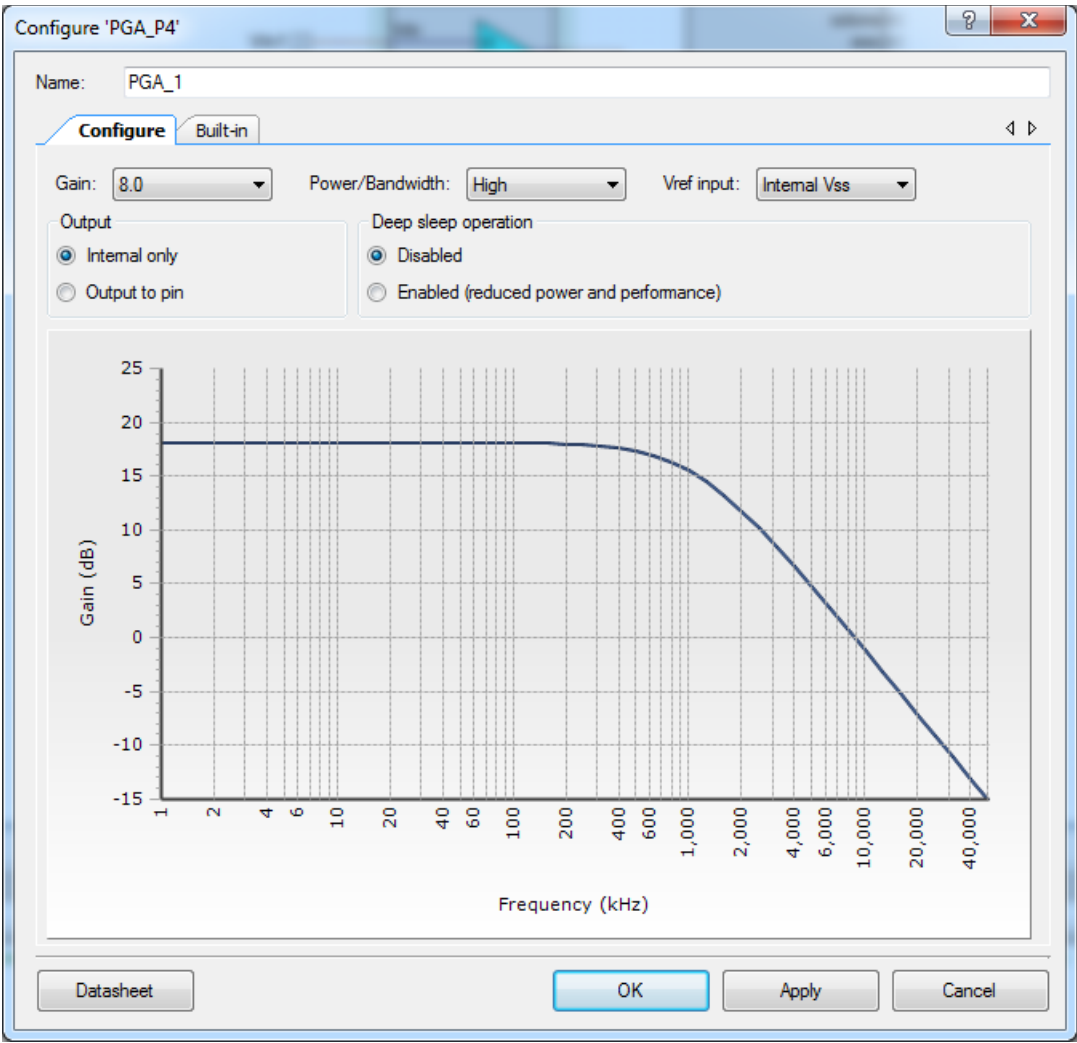 Configure 'PGA_P4'
?
Name: PGA_1
Configure Built-in
Gain: 8.0 Power/Bandwidth: High Vref input: Internal Vss
Output Deep sleep operation
Internal only Disabled
Output to pin Enabled (reduced power and performance)
25
20
15
10
5
0
-5
-10
-15
Gain (dB)
1 2 4 6 10 20 40 60 100 200 400 600 1,000 2,000 4,000 6,000 10,000 20,000 40,000
Frequency (kHz)
Datasheet OK Apply Cancel